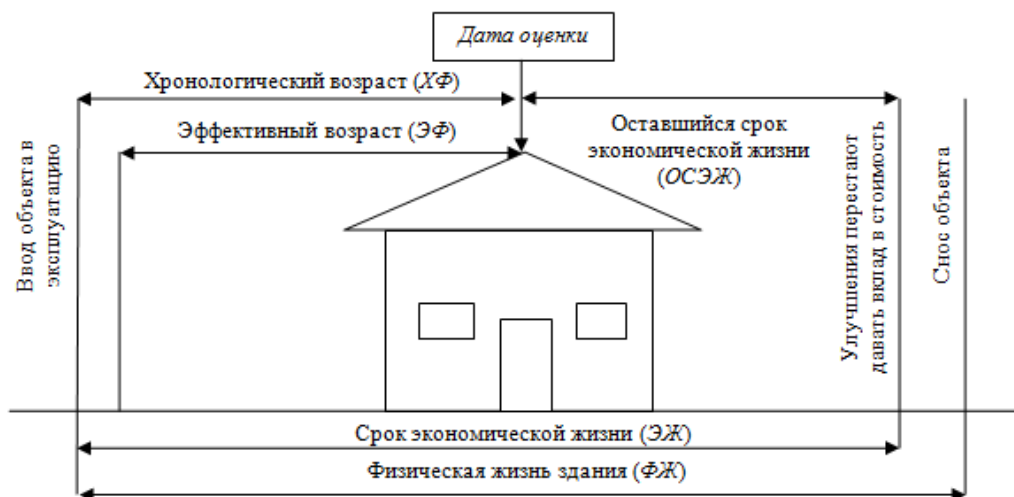 Дата оценки
Хронологический возраст (ХФ)
Эффективный возраст (ЭФ)
Оставшийся срок
экономической жизни
(ОСЭЖ)
Ввод объекта в
эксплуатацию
Улучшения перестают
давать вклад в стоимость
Снос объекта
Срок экономической жизни (ЭЖ)
Физическая жизнь здания (ФЖ)